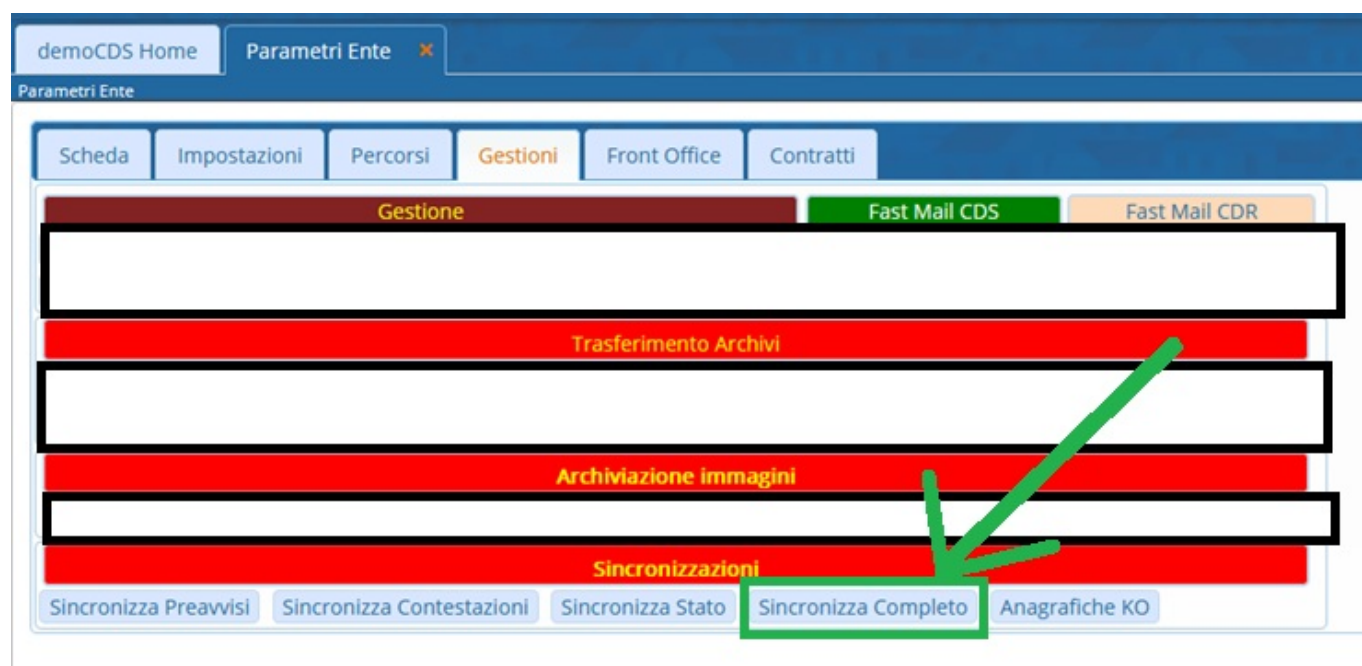 demoCDS Home Parametri Ente ×
Parametri Ente
Scheda Impostazioni Percorsi Gestioni Front Office Contratti
Gestione Fast Mail CDS Fast Mail CDR
Trasferimento Archivi
Archiviazione immagini
Sincronizzazioni
Sincronizza Preavvisi Sincronizza Contestazioni Sincronizza Stato Sincronizza Completo Anagrafiche KO